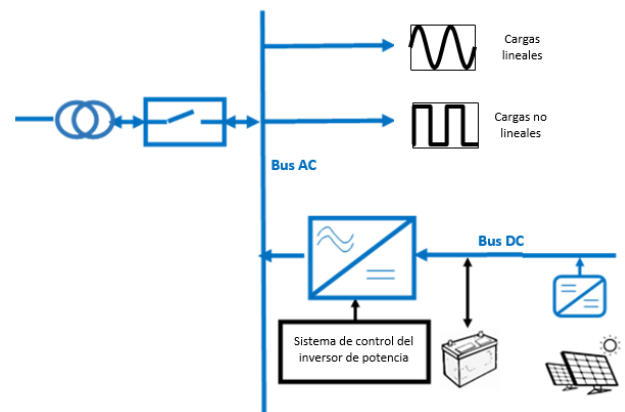 Cargas
lineales
Cargas no
lineales
Bus AC
Bus DC
Sistema de control del
inversor de potencia